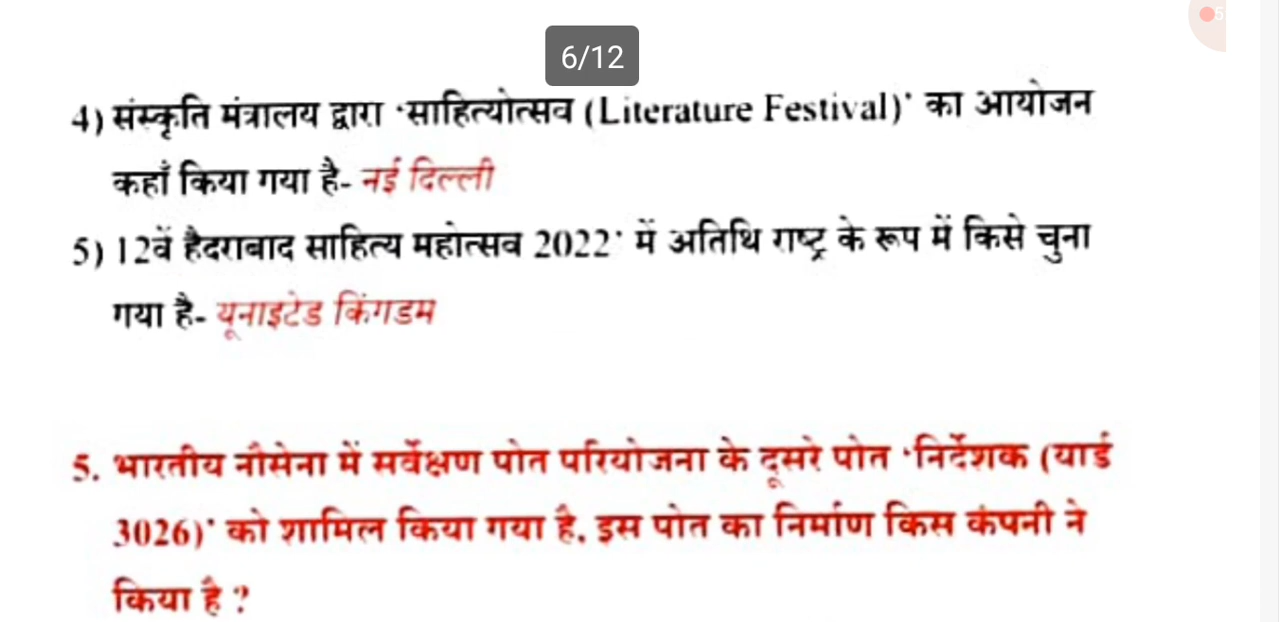 6/12
4) संस्कृति मंत्रालय द्वारा 'साहित्योत्सव (Literature Festival)' का आयोजन
कहाँ किया गया है- नई दिल्ली
5) 12वें हैदराबाद साहित्य महोत्सव 2022' में अतिथि राष्ट्र के रूप में किसे चुना
गया है- यूनाइटेड किंगडम
5. भारतीय नौसेना में सर्वेक्षण पोत परियोजना के दूसरे पोत 'निर्देशक (यार्ड
3026)' को शामिल किया गया है, इस पोत का निर्माण किस कंपनी ने
किया है ?